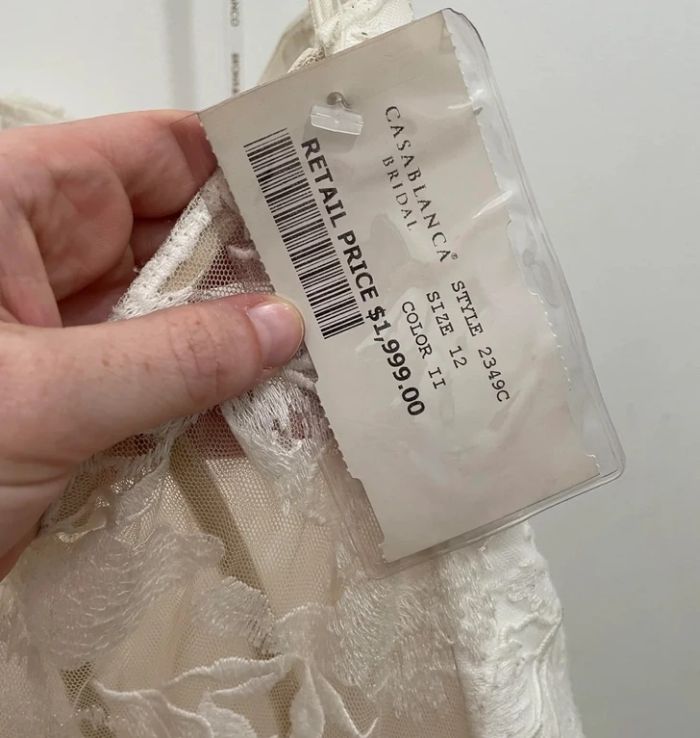 CASABLANCA®
BRIDAL
STYLE 2349C
SIZE 12
COLOR II
RETAIL PRICE $1,999.00